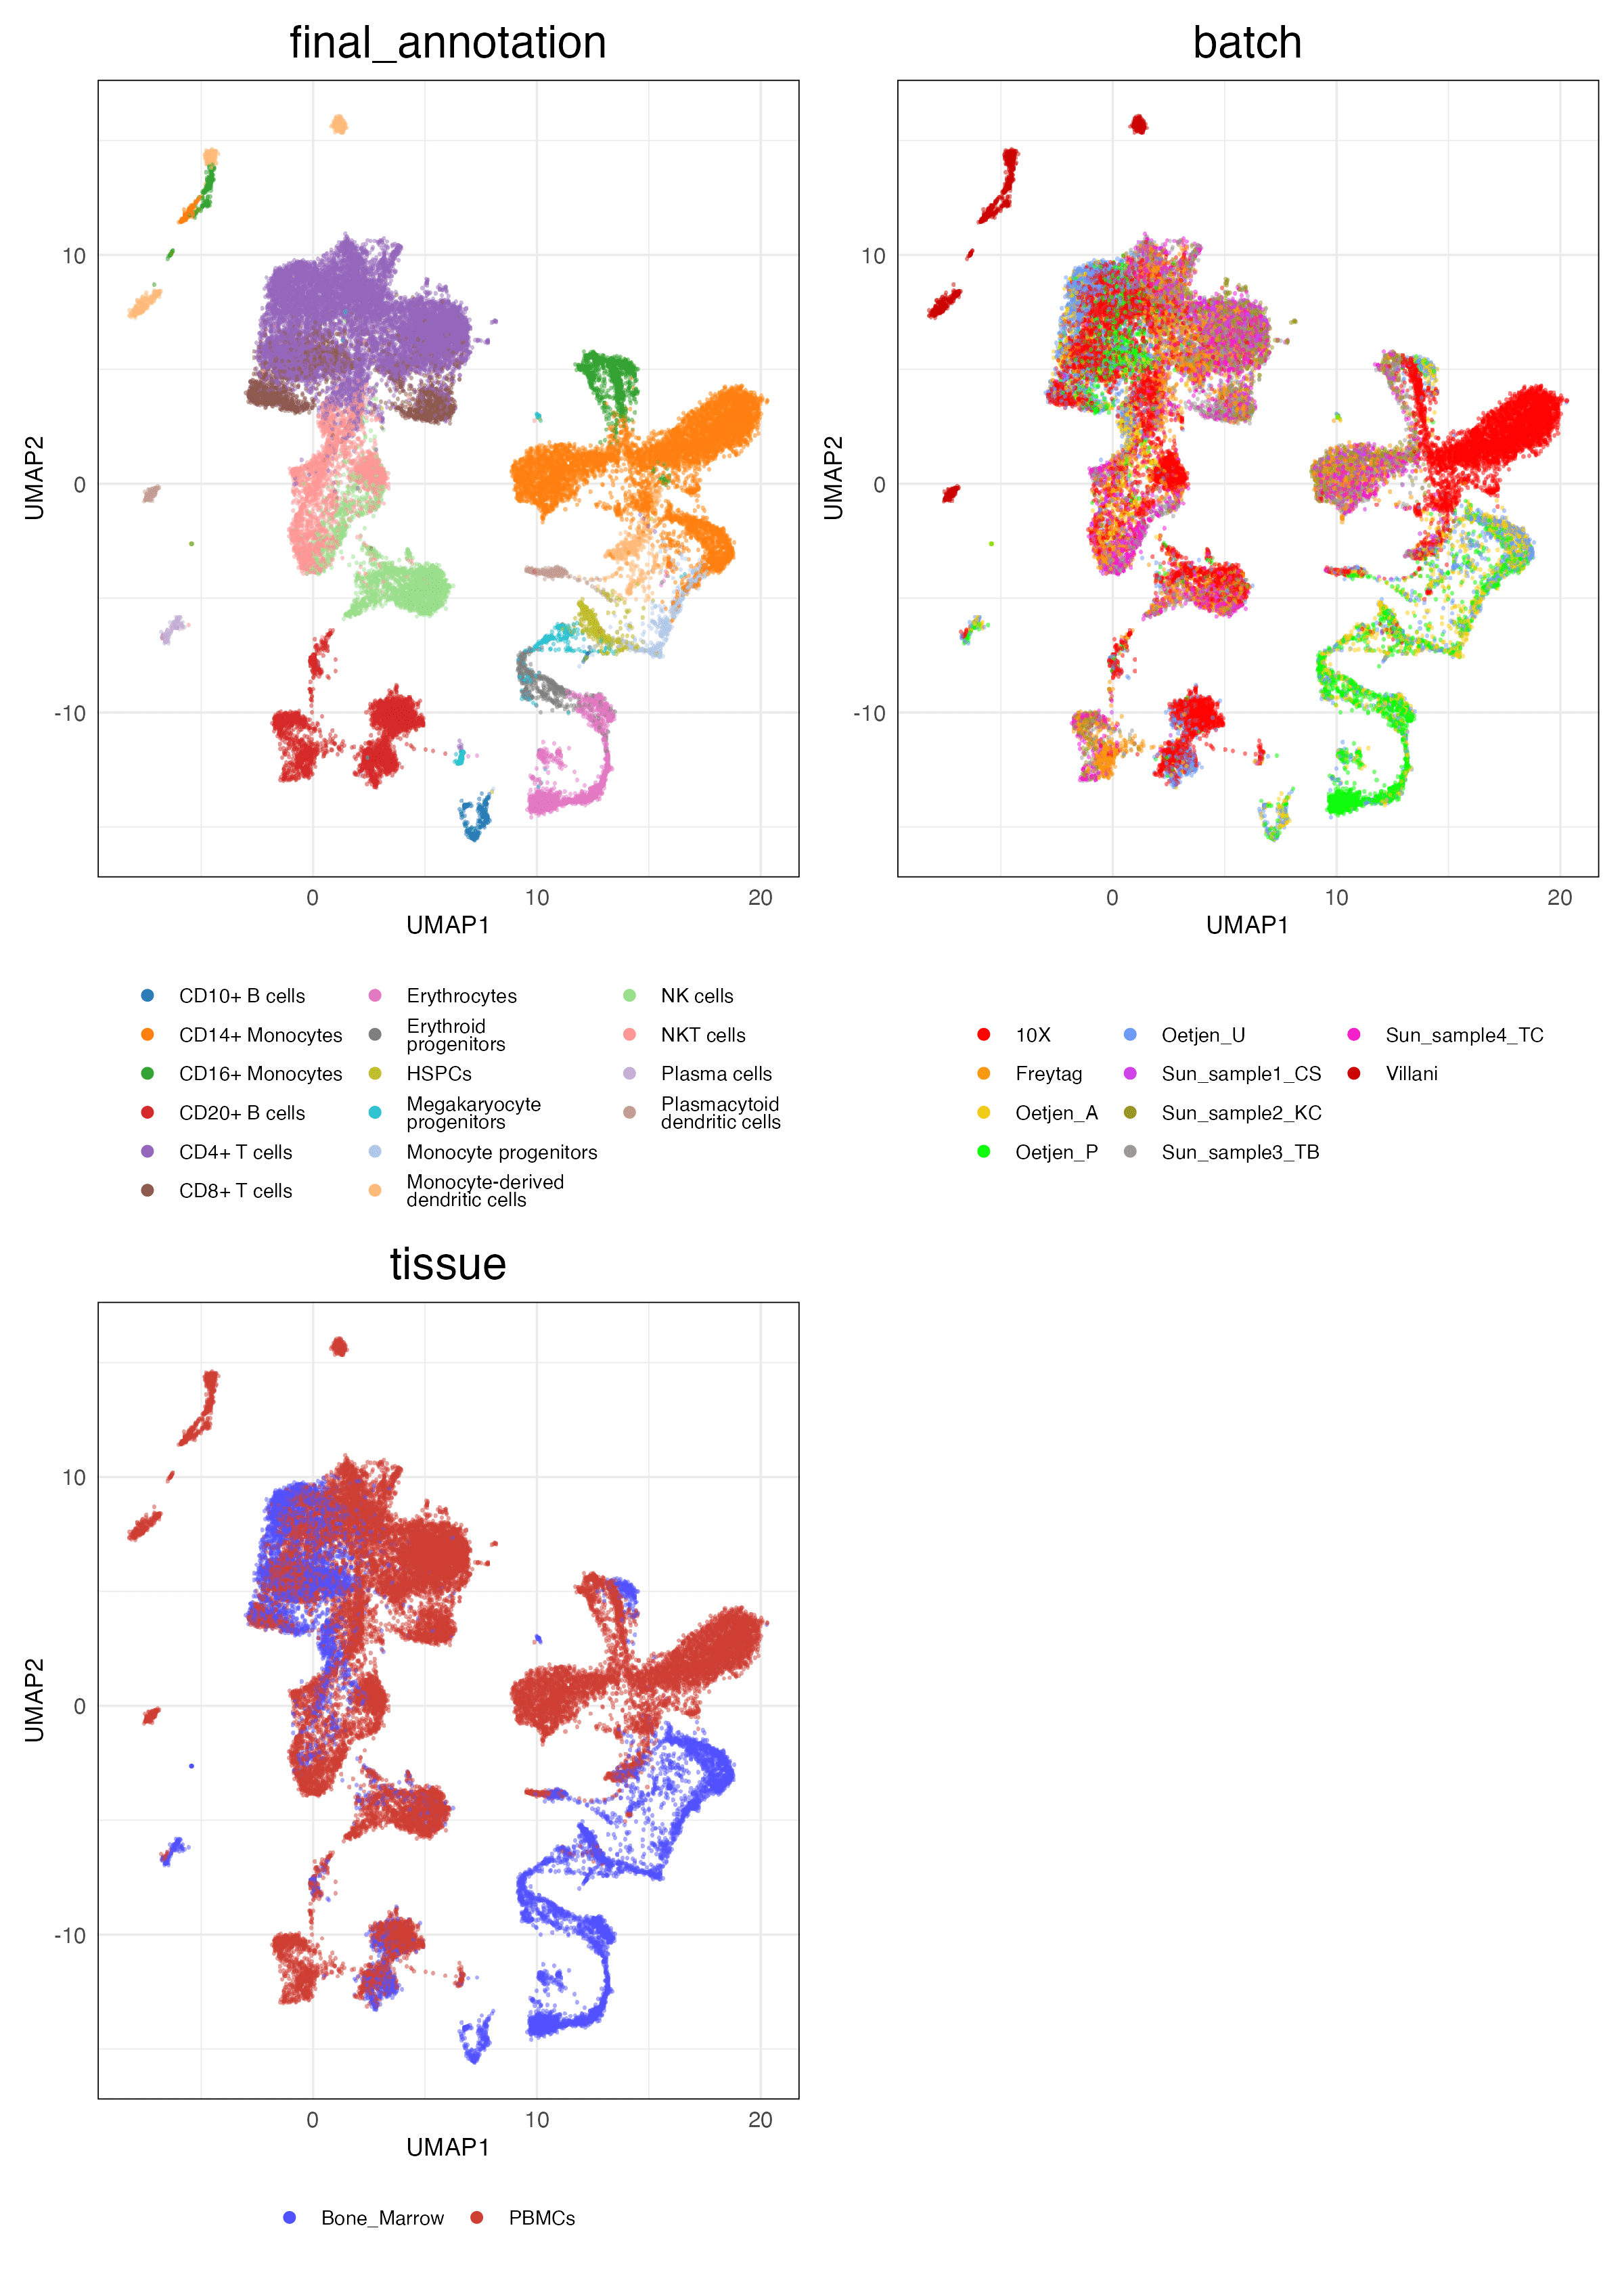 final_annotation
batch
UMAP2
10
0
-10
0
10
20
UMAP1
UMAP2
10
0
-10
0
10
20
UMAP1
CD10+ B cells
CD14+ Monocytes
CD16+ Monocytes
CD20+ B cells
CD4+ T cells
CD8+ T cells
Erythrocytes
Erythroid
progenitors
HSPCs
Megakaryocyte
progenitors
Monocyte progenitors
Monocyte-derived
dendritic cells
NK cells
NKT cells
Plasma cells
Plasmacytoid
dendritic cells
10X
Freytag
Oetjen_A
Oetjen_P
Oetjen_U
Sun_sample1_CS
Sun_sample2_KC
Sun_sample3_TB
Sun_sample4_TC
Villani
tissue
UMAP2
10
0
-10
0
10
20
UMAP1
Bone_Marrow
PBMCs